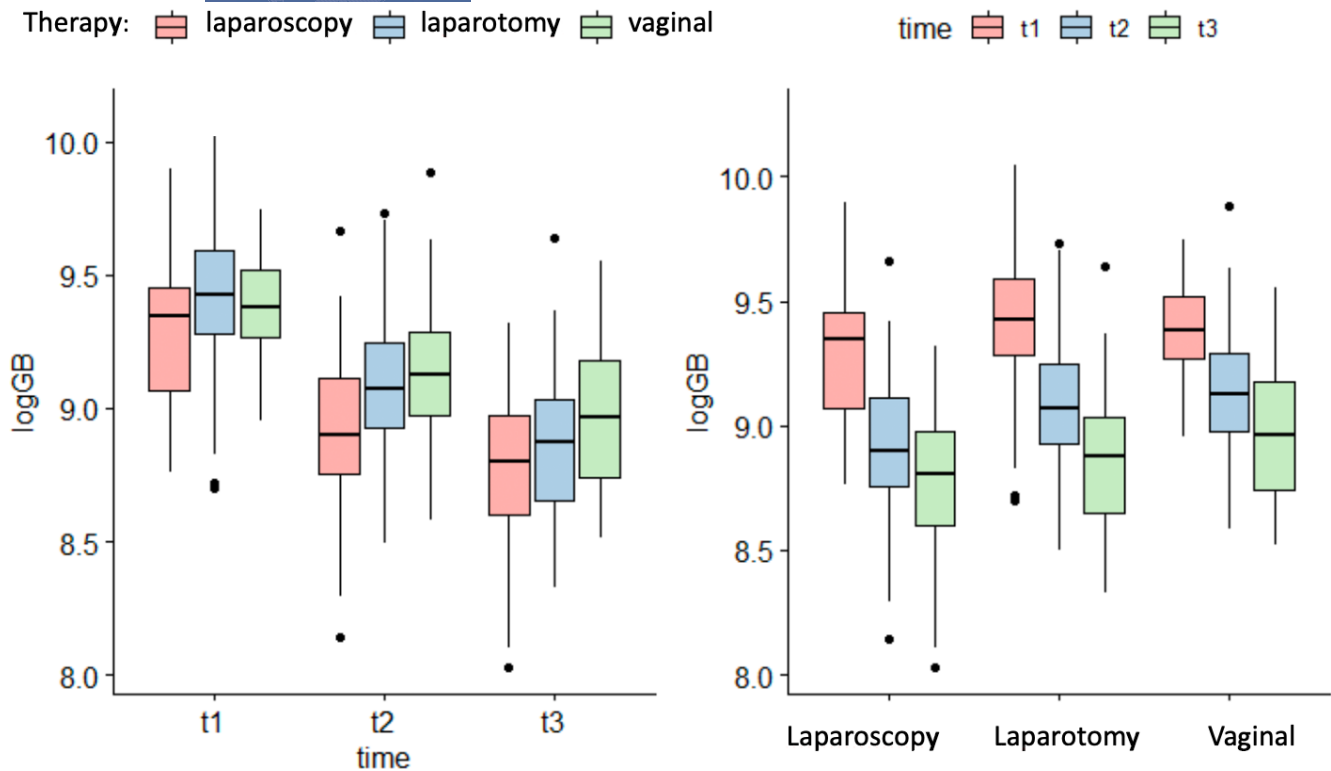 Therapy: laparoscopy laparotomy vaginal
time t1 t2 t3
logGB
10.0
9.5
9.0
8.5
8.0
t1 t2 t3
time
logGB
10.0
9.5
9.0
8.5
8.0
Laparoscopy Laparotomy Vaginal